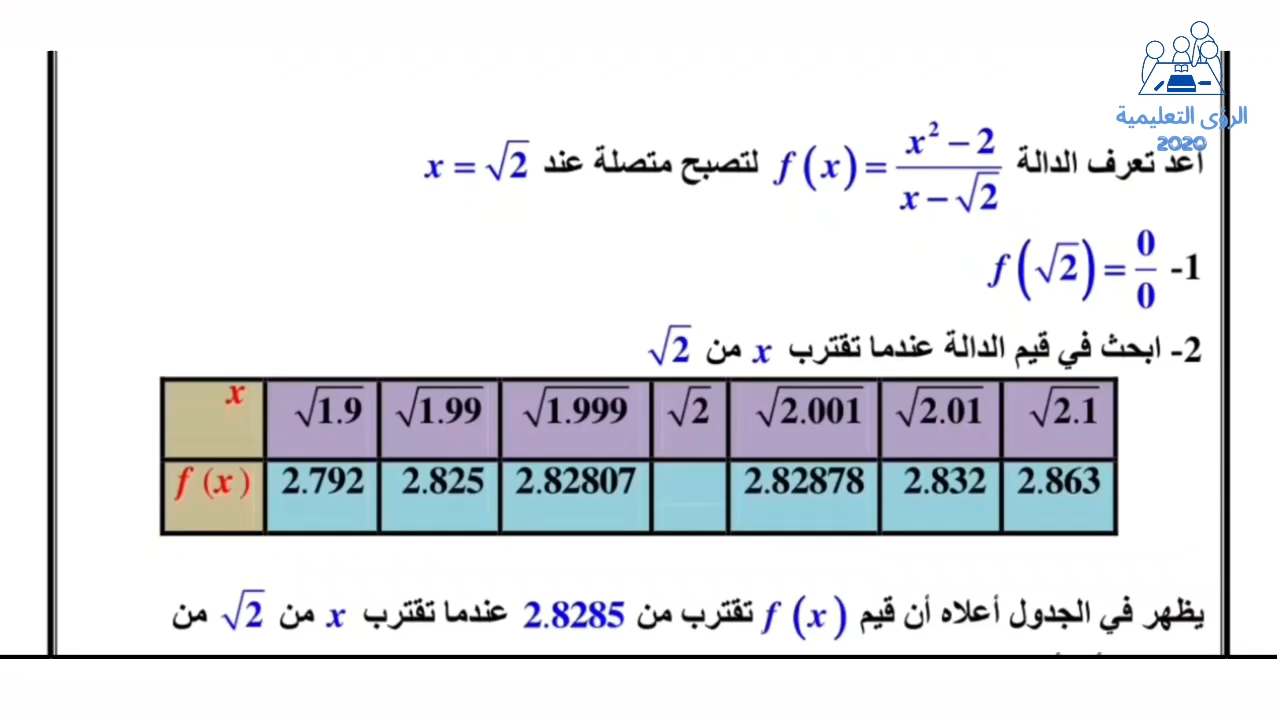 الرؤى التعليمية
2020
أعد تعرف الدالة f(x) = (x² − 2)/(x − √2) لتصبح متصلة عند x = √2
1- f(√2) = 0/0
2- ابحث في قيم الدالة عندما تقترب x من √2
x √1.9 √1.99 √1.999 √2 √2.001 √2.01 √2.1
f(x) 2.792 2.825 2.82807 2.82878 2.832 2.863
يظهر في الجدول أعلاه أن قيم f(x) تقترب من 2.8285 عندما تقترب x من √2 من